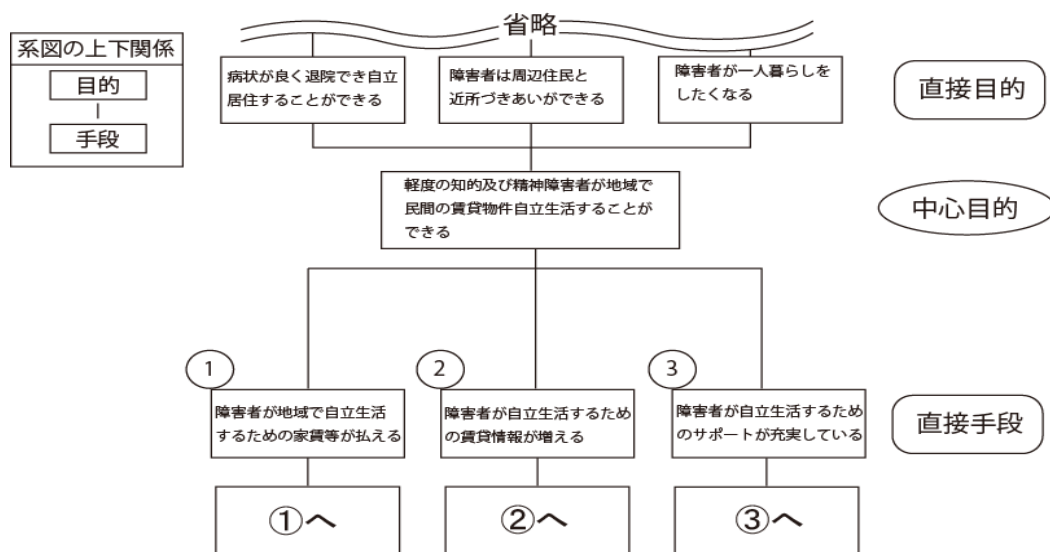 省略
系図の上下関係
目的
手段
病状が良く退院でき自立
居住することができる
障害者は周辺住民と
近所づきあいができる
障害者が一人暮らしを
したくなる
直接目的
軽度の知的及び精神障害者が地域で
民間の賃貸物件自立生活することが
できる
中心目的
1
障害者が地域で自立生活
するための家賃等が払える
2
障害者が自立生活するため
の賃貸情報が増える
3
障害者が自立生活するため
のサポートが充実している
直接手段
①へ
②へ
③へ